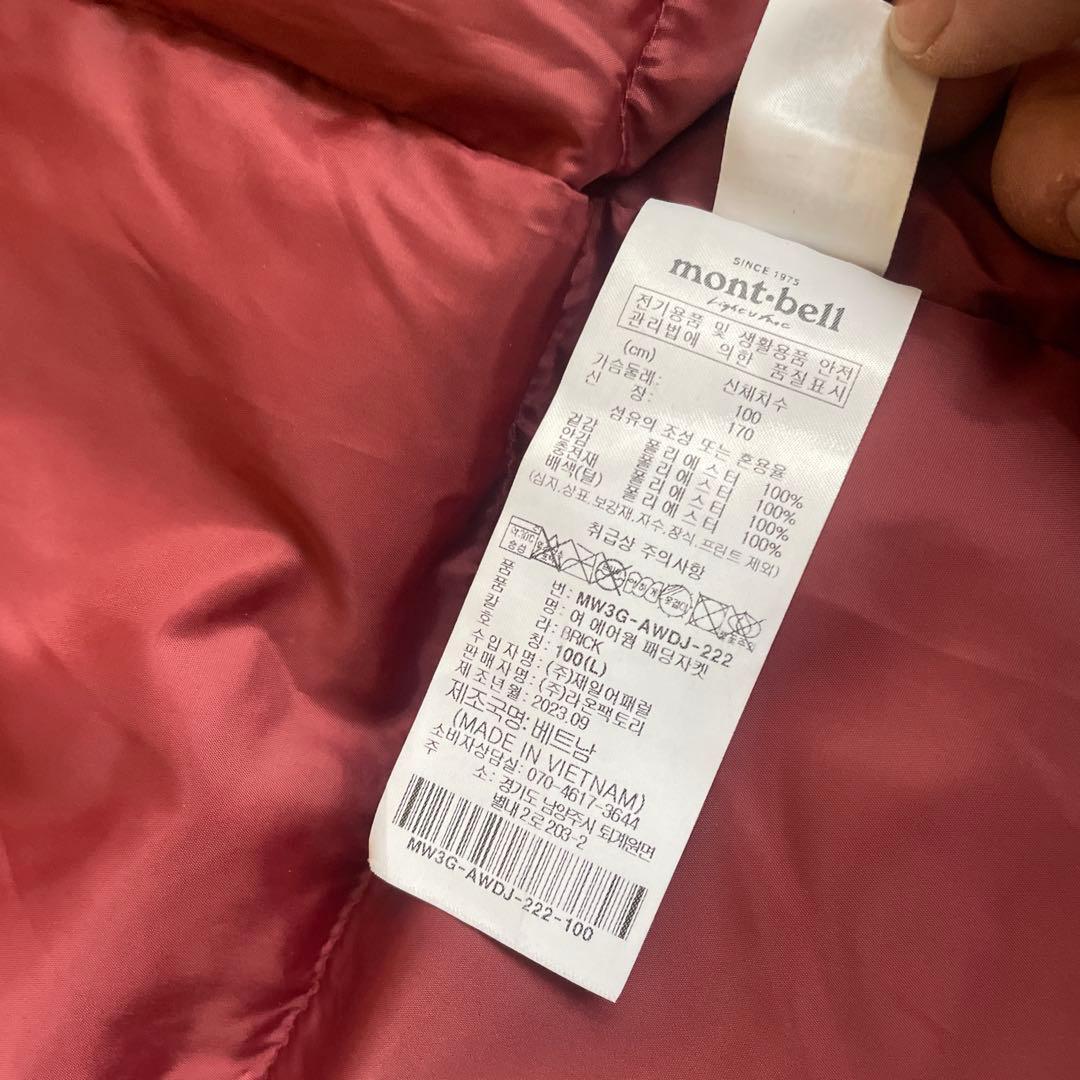 SINCE 1975
mont·bell
Light & Fast
전기용품 및 생활용품 안전
관리법에 의한 품질표시
(cm) 신체치수
가슴둘레: 100
신 장: 170
섬유의 조성 또는 혼용율
겉감 폴리에스터 100%
안감 폴리에스터 100%
충전재 폴리에스터 100%
배색(털) 폴리에스터 100%
(심지,상표,보강재,자수,장식,프린트 제외)
취급상 주의사항
품 번: MW3G-AWDJ-222
품 명: 여 에어웜 패딩자켓
칼 라: BRICK
호 칭: 100(L)
수입자명: (주)제일어패럴
판매자명: (주)라온팩토리
제조년월: 2023.09
제조국명: 베트남
(MADE IN VIETNAM)
소비자상담실: 070-4617-3644
주 소: 경기도 남양주시 퇴계원면
별내2로 203-2
MW3G-AWDJ-222-100